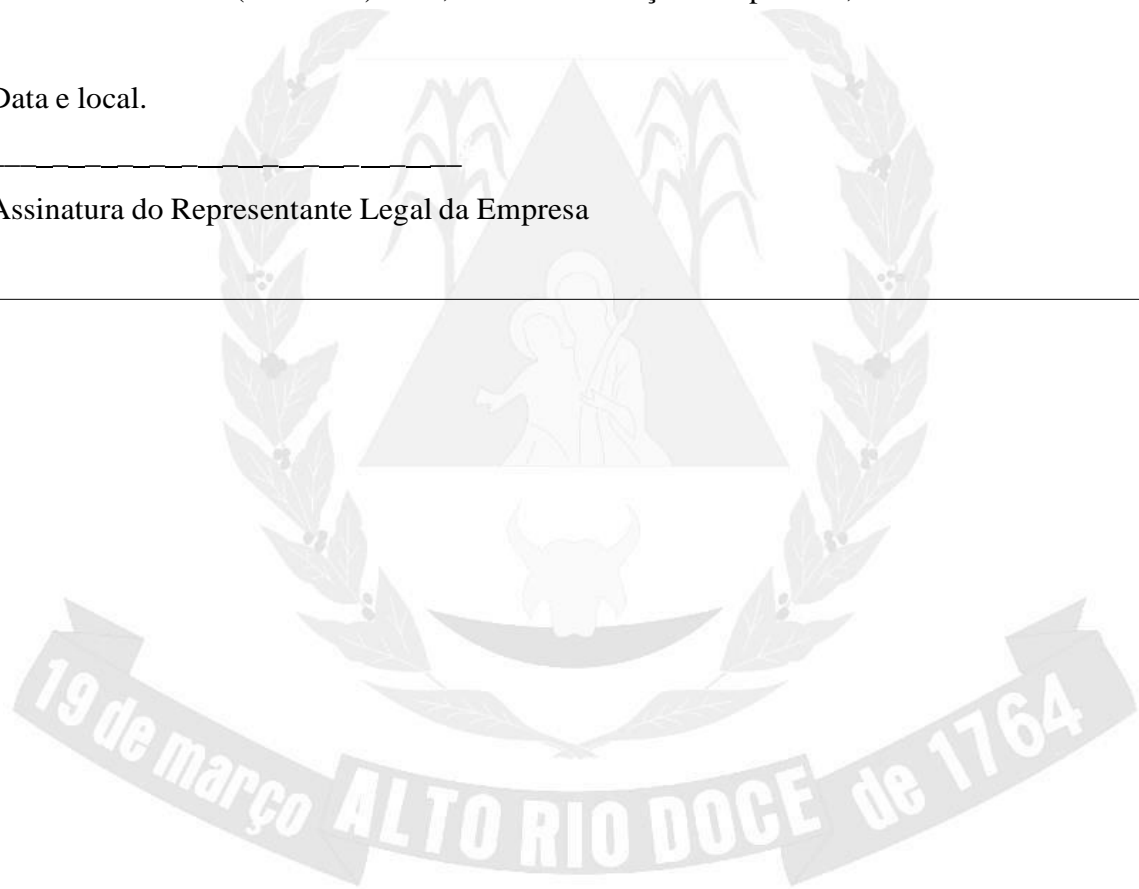 Data e local.
Assinatura do Representante Legal da Empresa
19 de março ALTO RIO DOCE de 1764